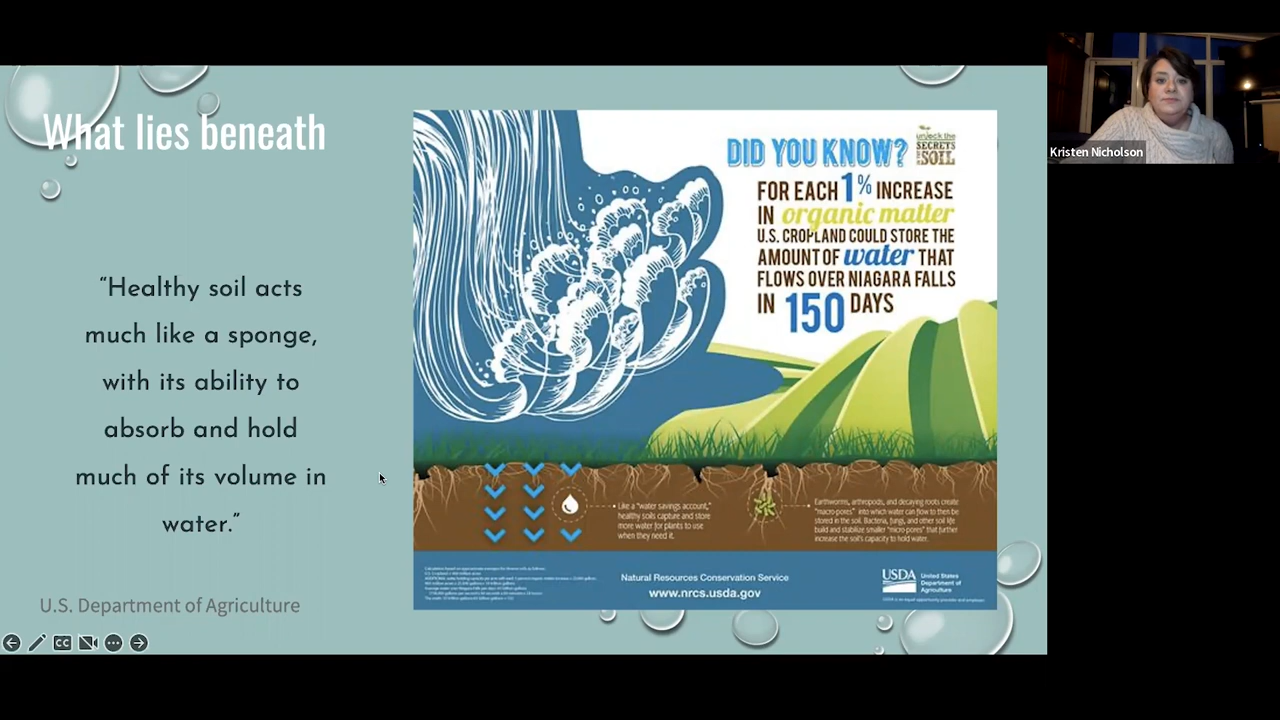 What lies beneath
“Healthy soil acts
much like a sponge,
with its ability to
absorb and hold
much of its volume in
water.”
U.S. Department of Agriculture
DID YOU KNOW?
unlock the
SECRETS
SOIL
FOR EACH 1% INCREASE
IN organic matter
U.S. CROPLAND COULD STORE THE
AMOUNT OF water THAT
FLOWS OVER NIAGARA FALLS
IN 150 DAYS
Like a “water savings account,”
healthy soils capture and store
more water for plants to use
when they need it.
Earthworms, arthropods, and decaying roots create
“macro-pores” into which water can flow to then be
stored in the soil. Bacteria, fungi, and other soil life
build and stabilize smaller “micro-pores” that further
increase the soil's capacity to hold water.
Natural Resources Conservation Service
www.nrcs.usda.gov
USDA
United States
Department of
Agriculture
CC
Kristen Nicholson